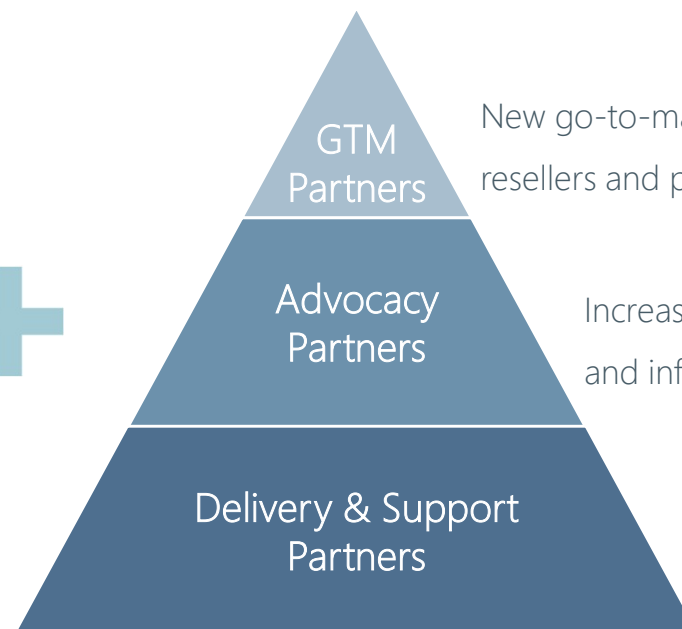 GTM
Partners
New go-to-ma
resellers and p
Advocacy
Partners
Increas
and inf
Delivery & Support
Partners